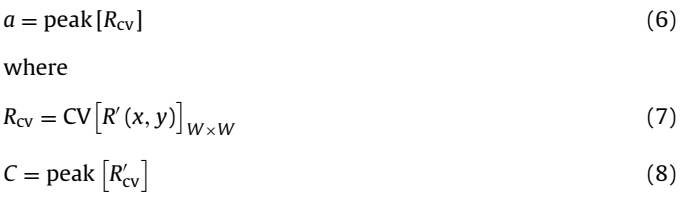 a = peak[R_cv] (6)
where
R_cv = CV[R′(x, y)]_{W×W} (7)
C = peak [R′_cv] (8)